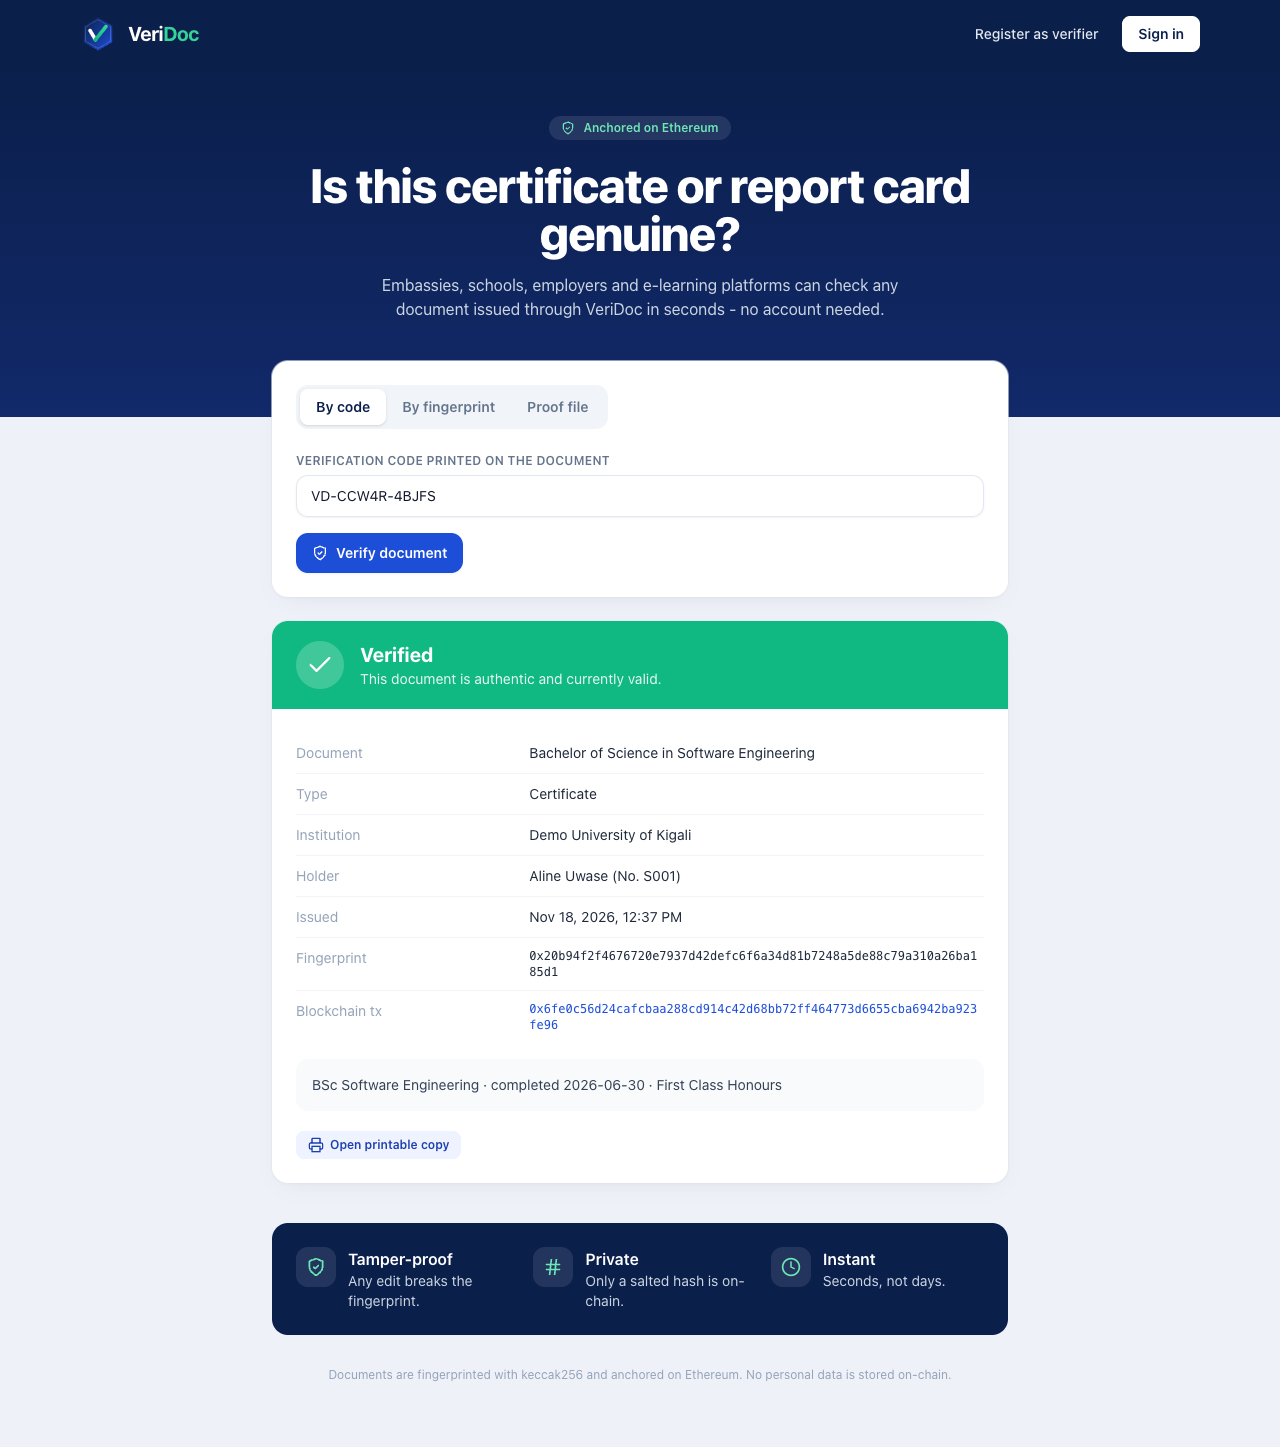 VeriDoc
Register as verifier
Sign in
Anchored on Ethereum
Is this certificate or report card
genuine?
Embassies, schools, employers and e-learning platforms can check any
document issued through VeriDoc in seconds - no account needed.
By code
By fingerprint
Proof file
VERIFICATION CODE PRINTED ON THE DOCUMENT
VD-CCW4R-4BJFS
Verify document
Verified
This document is authentic and currently valid.
Document
Bachelor of Science in Software Engineering
Type
Certificate
Institution
Demo University of Kigali
Holder
Aline Uwase (No. S001)
Issued
Nov 18, 2026, 12:37 PM
Fingerprint
0x20b94f2f4676720e7937d42defc6f6a34d81b7248a5de88c79a310a26ba1
85d1
Blockchain tx
0x6fe0c56d24cafcbaa288cd914c42d68bb72ff464773d6655cba6942ba923
fe96
BSc Software Engineering · completed 2026-06-30 · First Class Honours
Open printable copy
Tamper-proof
Any edit breaks the
fingerprint.
Private
Only a salted hash is on-
chain.
Instant
Seconds, not days.
Documents are fingerprinted with keccak256 and anchored on Ethereum. No personal data is stored on-chain.